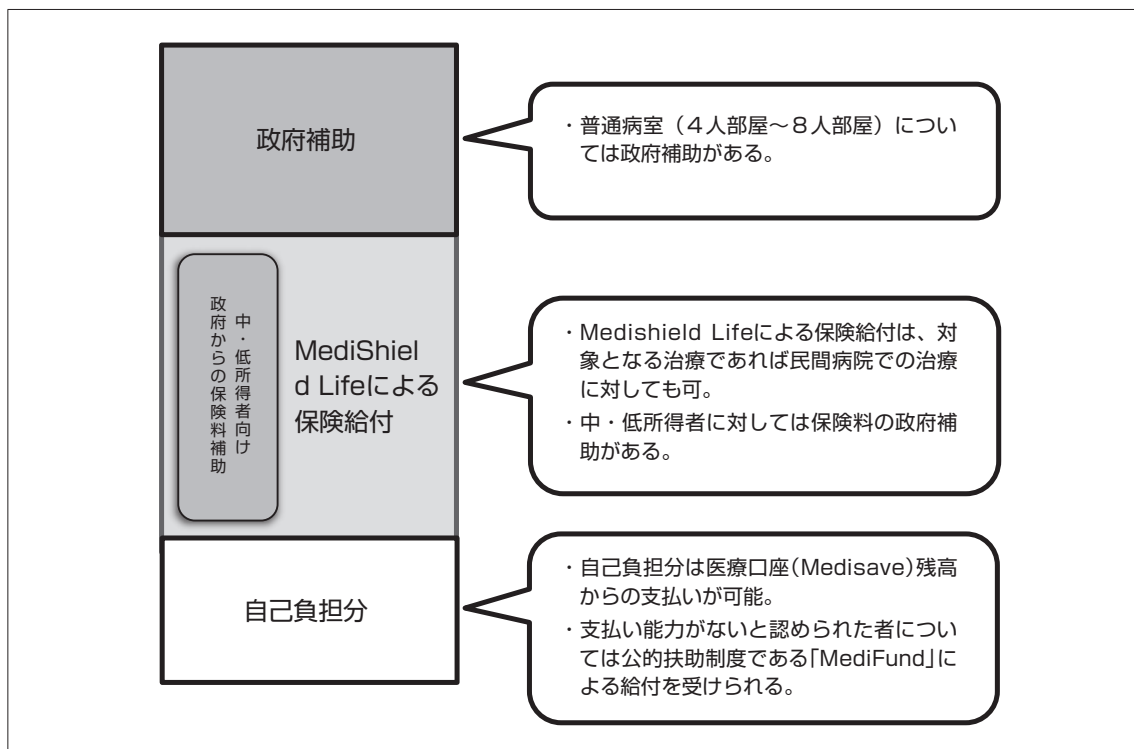 政府補助
・普通病室（４人部屋〜８人部屋）につい
ては政府補助がある。
中・低所得者向け
政府からの保険料補助
MediShiel
d Lifeによる
保険給付
・Medishield Lifeによる保険給付は、対
象となる治療であれば民間病院での治療
に対しても可。
・中・低所得者に対しては保険料の政府補
助がある。
自己負担分
・自己負担分は医療口座(Medisave)残高
からの支払いが可能。
・支払い能力がないと認められた者につい
ては公的扶助制度である「MediFund」に
よる給付を受けられる。